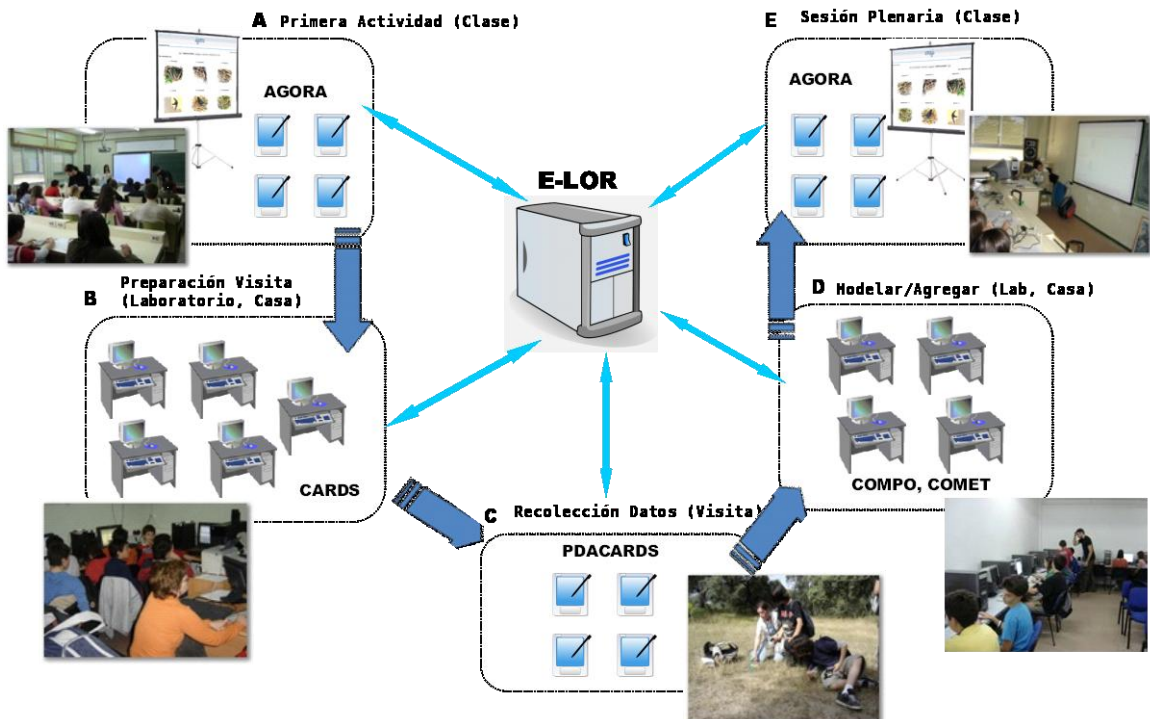 A Primera Actividad (Clase)
AGORA
E Sesión Plenaria (Clase)
AGORA
E-LOR
B Preparación Visita
(Laboratorio, Casa)
CARDS
D Modelar/Agregar (Lab, Casa)
COMPO, COMET
C Recolección Datos (Visita)
PDACARDS